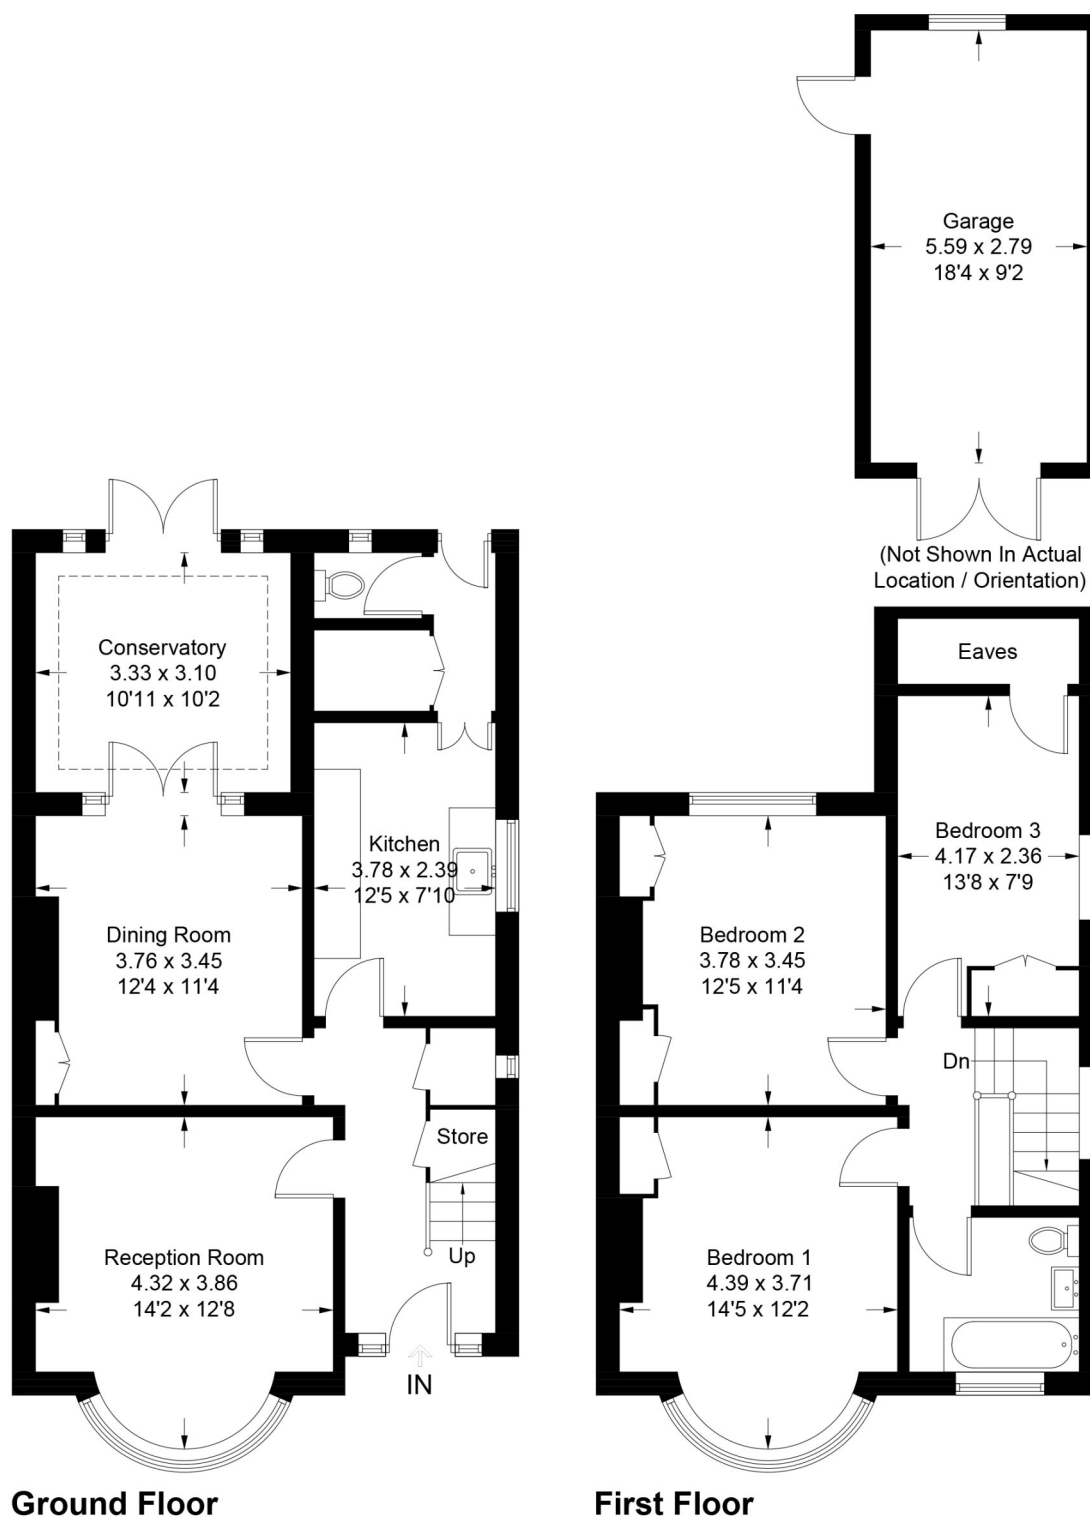 Garage
5.59 x 2.79
18'4 x 9'2
(Not Shown In Actual
Location / Orientation)
Conservatory
3.33 x 3.10
10'11 x 10'2
Kitchen
3.78 x 2.39
12'5 x 7'10
Dining Room
3.76 x 3.45
12'4 x 11'4
Store
Reception Room
4.32 x 3.86
14'2 x 12'8
Up
IN
Ground Floor
Eaves
Bedroom 3
4.17 x 2.36
13'8 x 7'9
Bedroom 2
3.78 x 3.45
12'5 x 11'4
Dn
Bedroom 1
4.39 x 3.71
14'5 x 12'2
First Floor